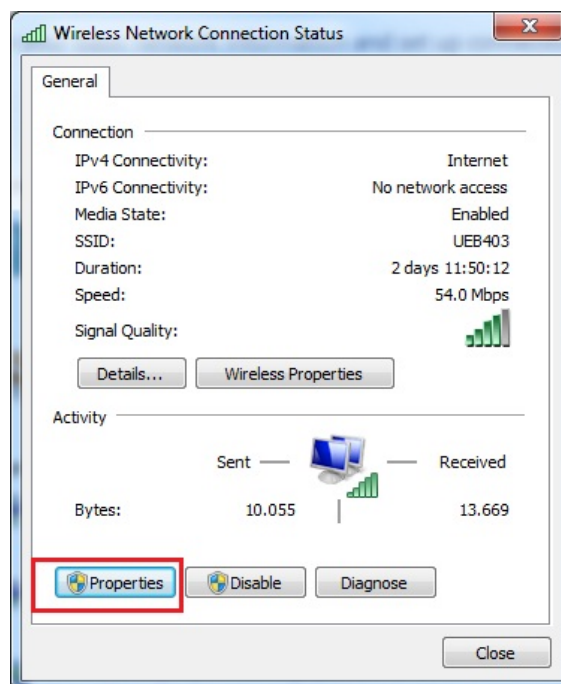 Wireless Network Connection Status
General
Connection
IPv4 Connectivity: Internet
IPv6 Connectivity: No network access
Media State: Enabled
SSID: UEB403
Duration: 2 days 11:50:12
Speed: 54.0 Mbps
Signal Quality:
Details... Wireless Properties
Activity
Sent Received
Bytes: 10.055 13.669
Properties Disable Diagnose
Close